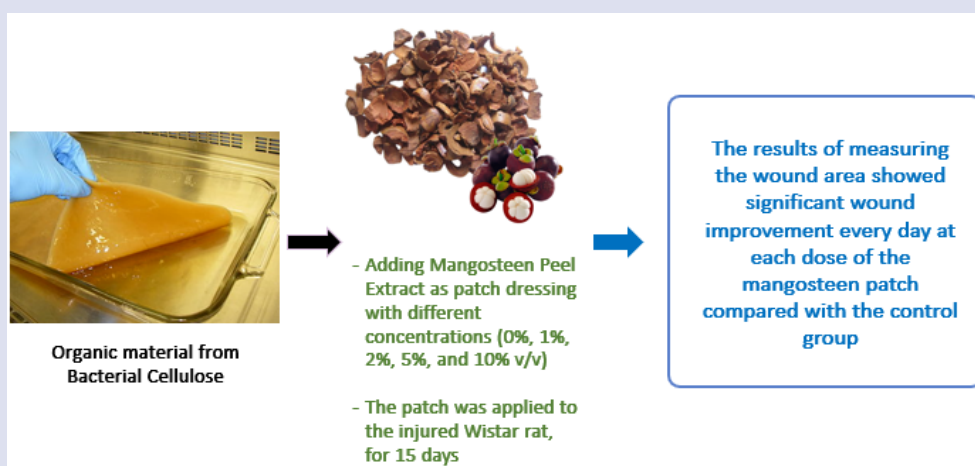 Organic material from
Bacterial Cellulose
- Adding Mangosteen Peel
Extract as patch dressing
with different
concentrations (0%, 1%,
2%, 5%, and 10% v/v)
- The patch was applied to
the injured Wistar rat,
for 15 days
The results of measuring
the wound area showed
significant wound
improvement every day at
each dose of the
mangosteen patch
compared with the control
group